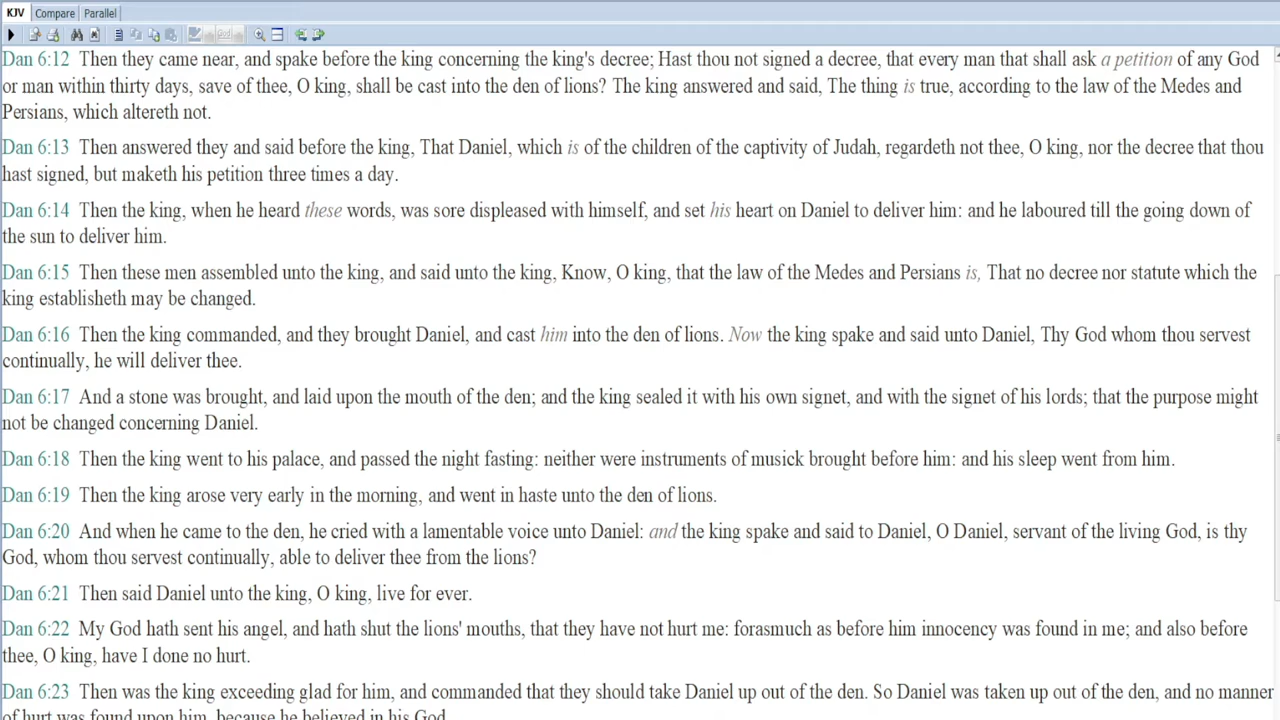 KJV Compare Parallel
Dan 6:12 Then they came near, and spake before the king concerning the king's decree; Hast thou not signed a decree, that every man that shall ask a petition of any God
or man within thirty days, save of thee, O king, shall be cast into the den of lions? The king answered and said, The thing is true, according to the law of the Medes and
Persians, which altereth not.
Dan 6:13 Then answered they and said before the king, That Daniel, which is of the children of the captivity of Judah, regardeth not thee, O king, nor the decree that thou
hast signed, but maketh his petition three times a day.
Dan 6:14 Then the king, when he heard these words, was sore displeased with himself, and set his heart on Daniel to deliver him: and he laboured till the going down of
the sun to deliver him.
Dan 6:15 Then these men assembled unto the king, and said unto the king, Know, O king, that the law of the Medes and Persians is, That no decree nor statute which the
king establisheth may be changed.
Dan 6:16 Then the king commanded, and they brought Daniel, and cast him into the den of lions. Now the king spake and said unto Daniel, Thy God whom thou servest
continually, he will deliver thee.
Dan 6:17 And a stone was brought, and laid upon the mouth of the den; and the king sealed it with his own signet, and with the signet of his lords; that the purpose might
not be changed concerning Daniel.
Dan 6:18 Then the king went to his palace, and passed the night fasting: neither were instruments of musick brought before him: and his sleep went from him.
Dan 6:19 Then the king arose very early in the morning, and went in haste unto the den of lions.
Dan 6:20 And when he came to the den, he cried with a lamentable voice unto Daniel: and the king spake and said to Daniel, O Daniel, servant of the living God, is thy
God, whom thou servest continually, able to deliver thee from the lions?
Dan 6:21 Then said Daniel unto the king, O king, live for ever.
Dan 6:22 My God hath sent his angel, and hath shut the lions' mouths, that they have not hurt me: forasmuch as before him innocency was found in me; and also before
thee, O king, have I done no hurt.
Dan 6:23 Then was the king exceeding glad for him, and commanded that they should take Daniel up out of the den. So Daniel was taken up out of the den, and no manner
of hurt was found upon him, because he believed in his God.